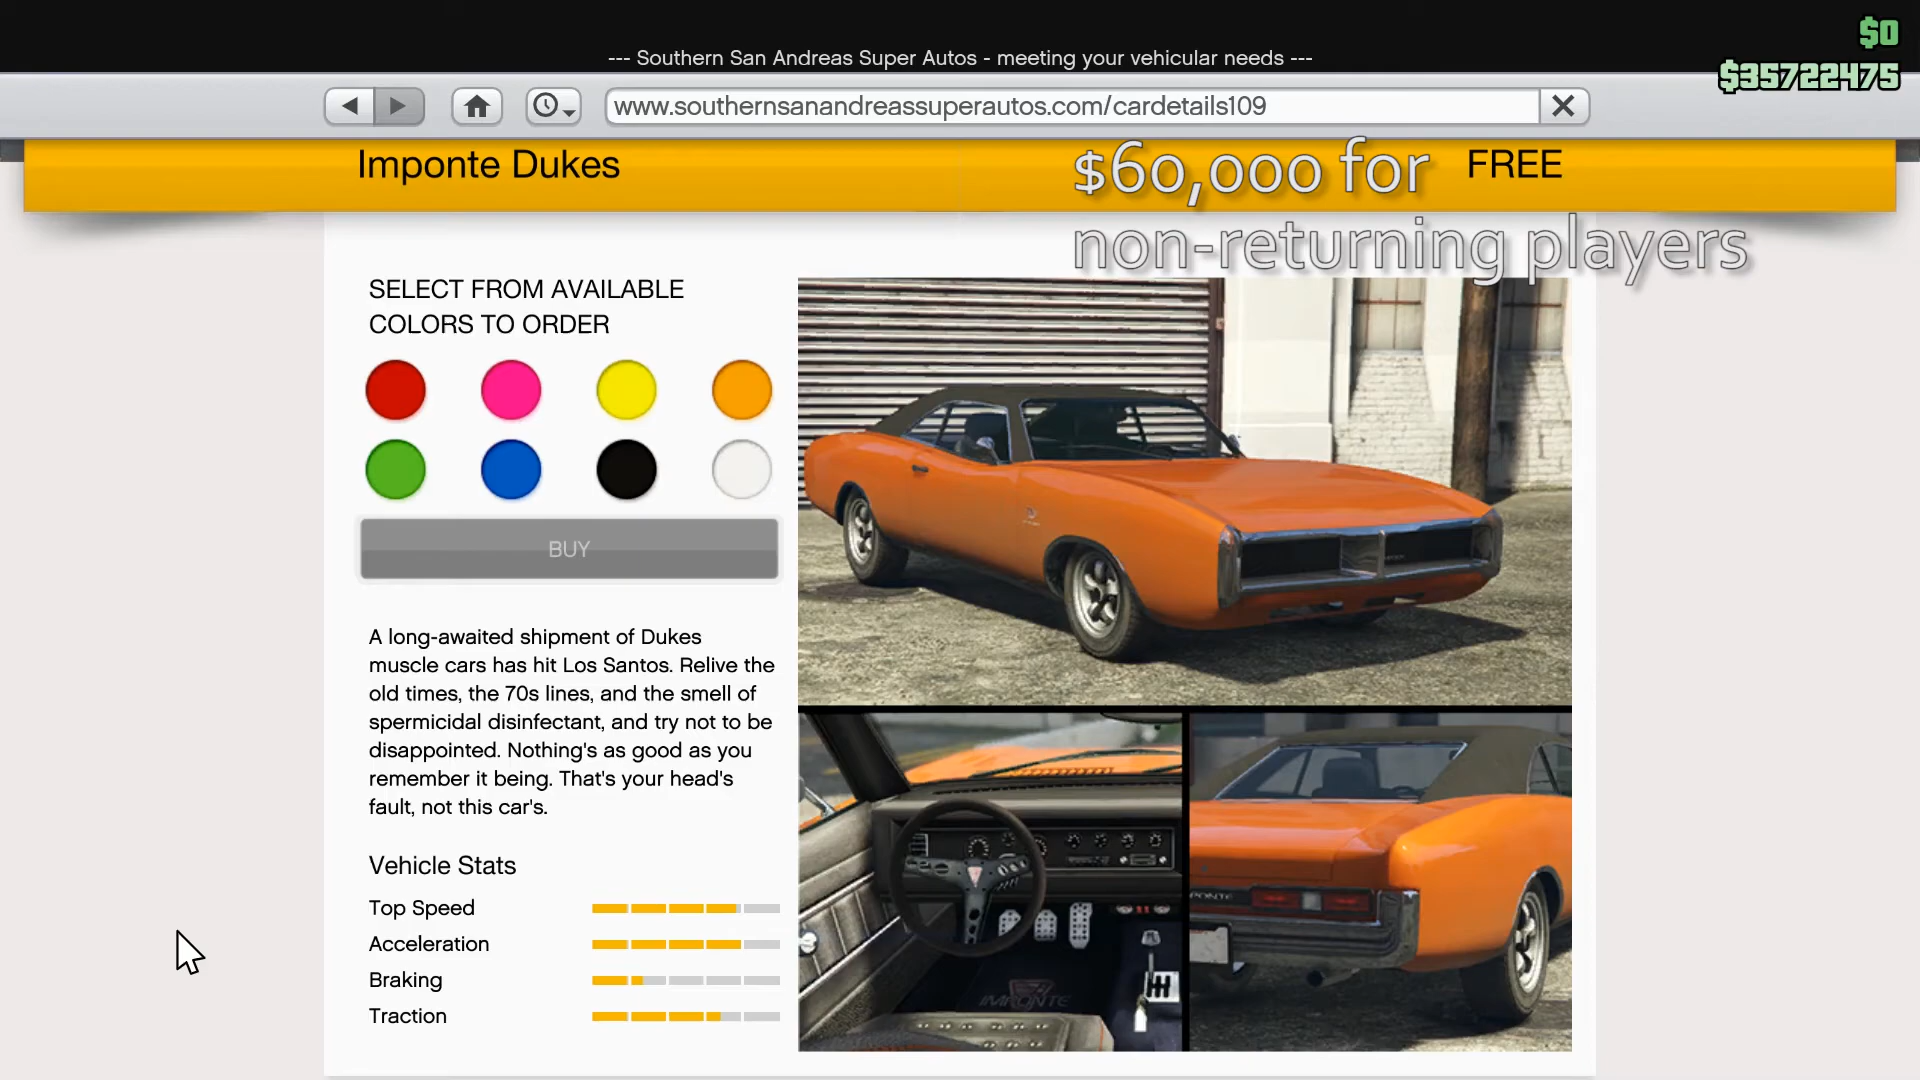 $0
--- Southern San Andreas Super Autos - meeting your vehicular needs ---
$35722475
www.southernsanandreassuperautos.com/cardetails109
Imponte Dukes
$60,000 for
FREE
non-returning players
SELECT FROM AVAILABLE
COLORS TO ORDER
BUY
A long-awaited shipment of Dukes
muscle cars has hit Los Santos. Relive the
old times, the 70s lines, and the smell of
spermicidal disinfectant, and try not to be
disappointed. Nothing's as good as you
remember it being. That's your head's
fault, not this car's.
Vehicle Stats
Top Speed
Acceleration
Braking
Traction
IMPONTE